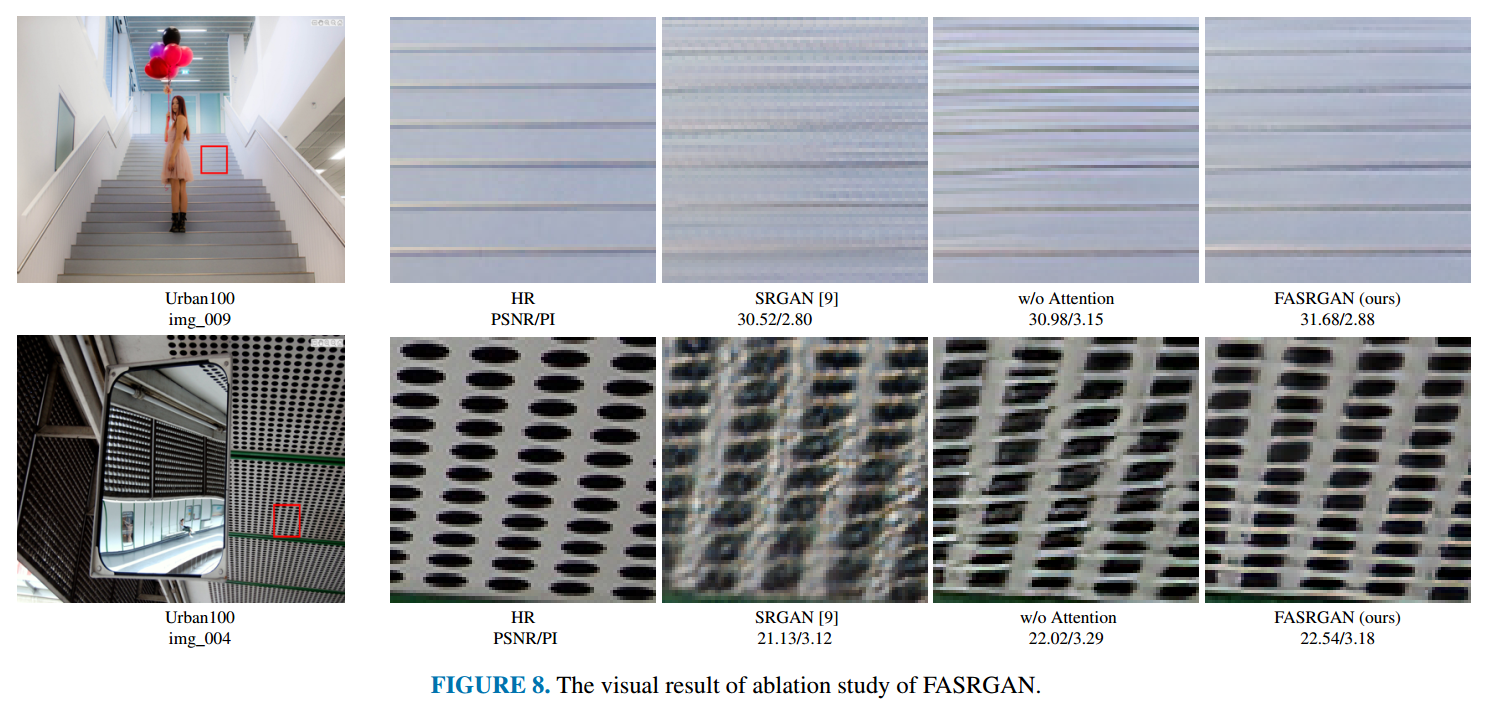 Urban100
img_009
HR
PSNR/PI
SRGAN [9]
30.52/2.80
w/o Attention
30.98/3.15
FASRGAN (ours)
31.68/2.88
Urban100
img_004
HR
PSNR/PI
SRGAN [9]
21.13/3.12
w/o Attention
22.02/3.29
FASRGAN (ours)
22.54/3.18
FIGURE 8. The visual result of ablation study of FASRGAN.